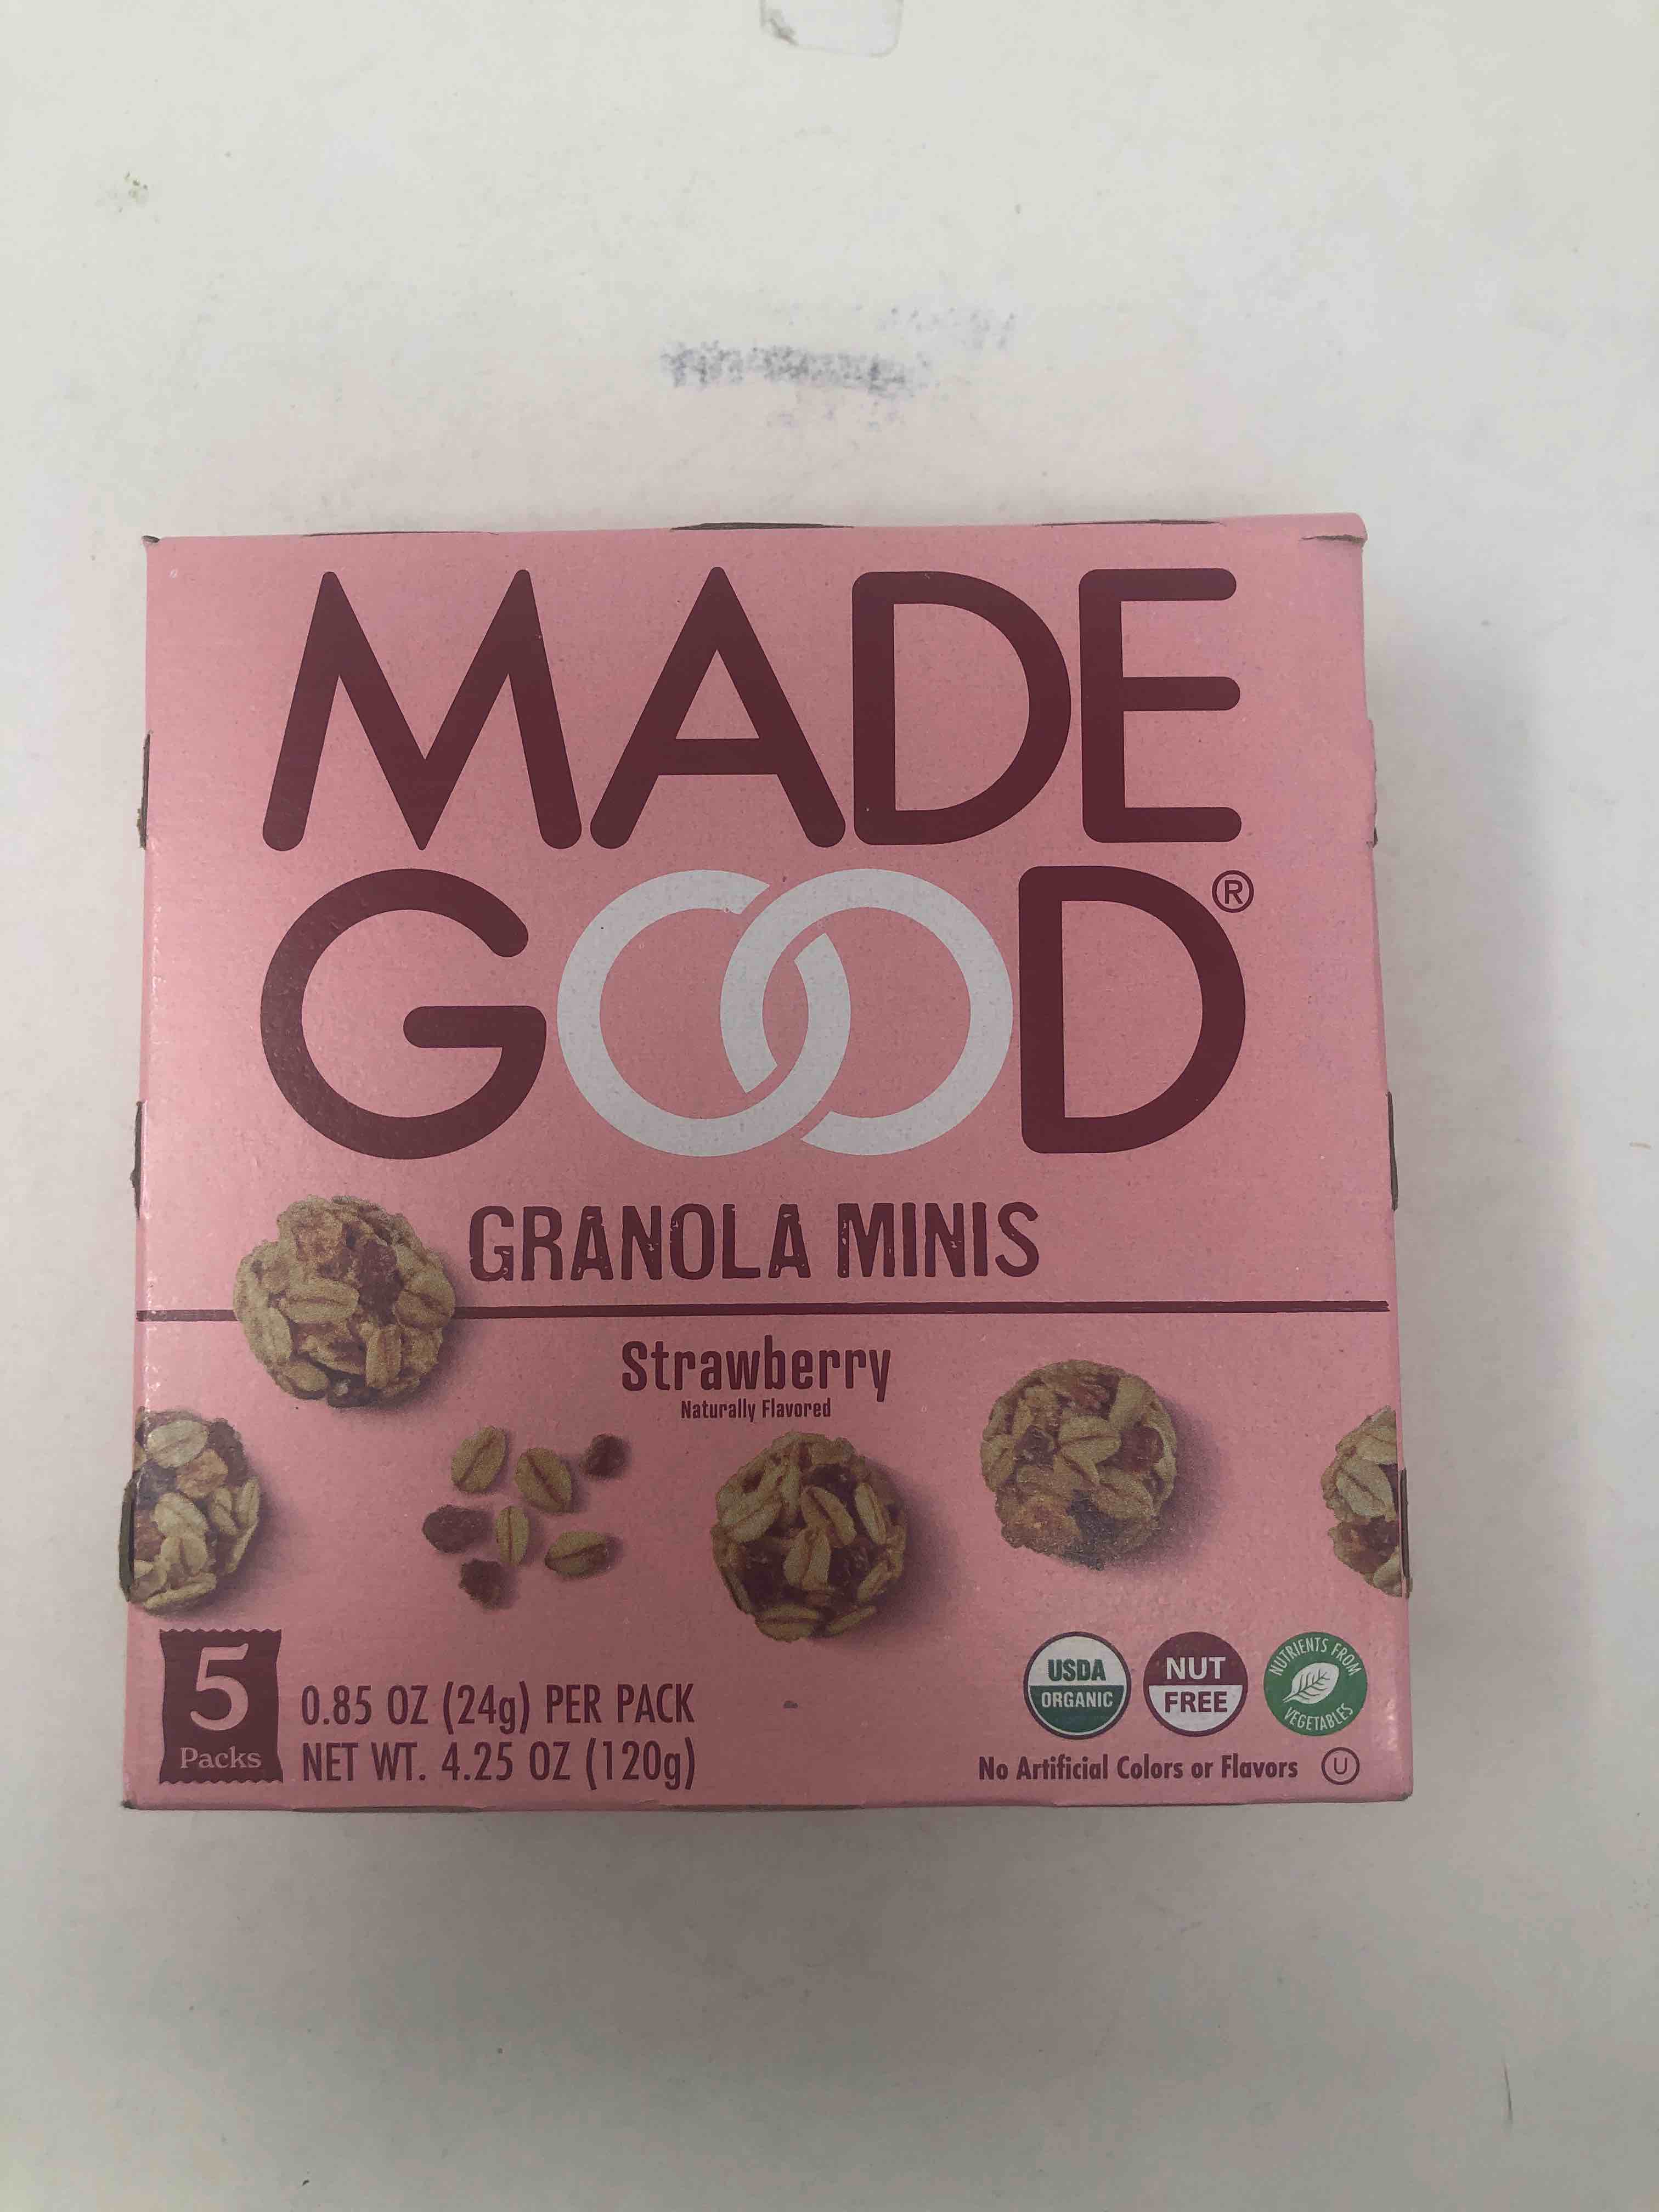 MADE
GOOD®
GRANOLA MINIS
Strawberry
Naturally Flavored
5
Packs
0.85 OZ (24g) PER PACK
NET WT. 4.25 OZ (120g)
USDA
ORGANIC
NUT
FREE
NUTRIENTS FROM
VEGETABLES
No Artificial Colors or Flavors
U